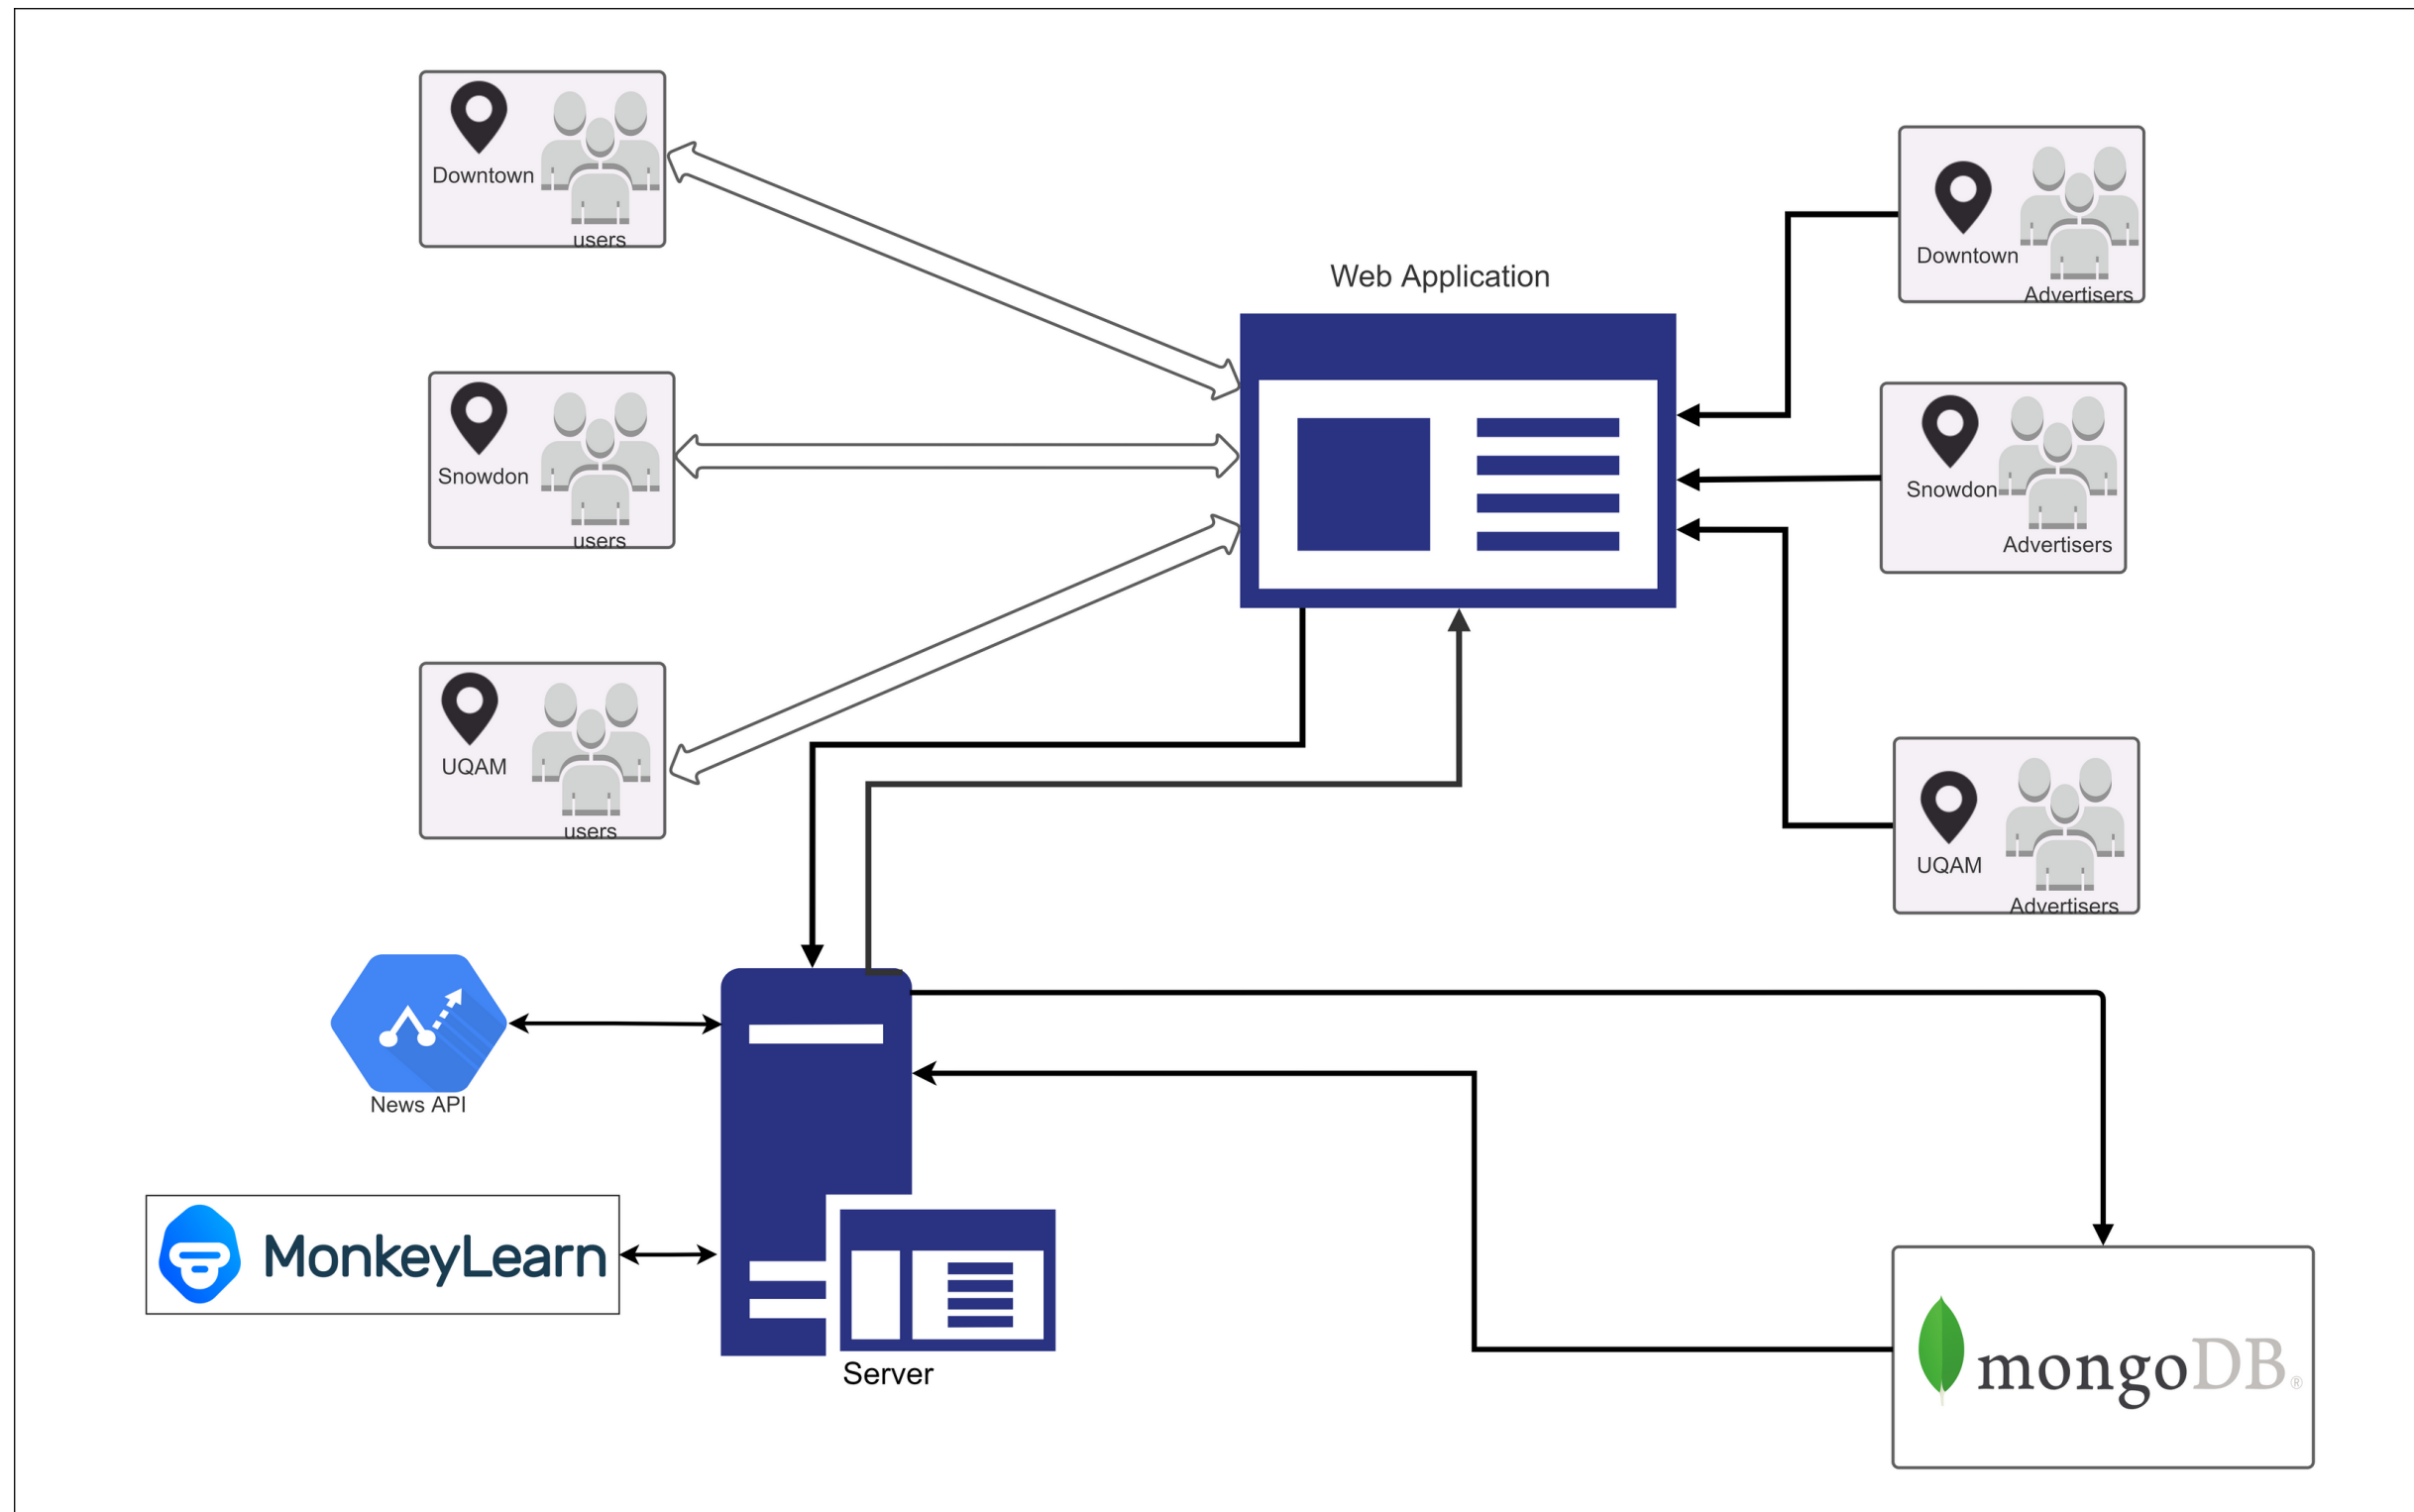 Downtown
users
Downtown
Advertisers
Web Application
Snowdon
users
Snowdon
Advertisers
UQAM
users
UQAM
Advertisers
News API
MonkeyLearn
Server
mongoDB®